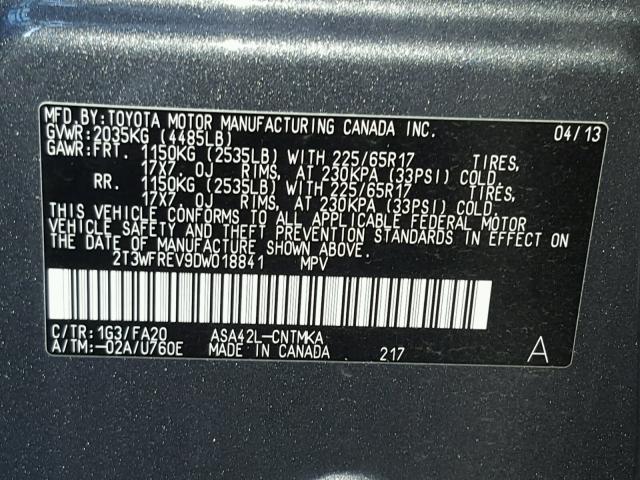 MFD.BY:TOYOTA MOTOR MANUFACTURING CANADA INC. 04/13
GVWR:2035KG (4485LB)
GAWR:FRT. 1150KG (2535LB) WITH 225/65R17 TIRES,
17X7. 0J RIMS, AT 230KPA (33PSI) COLD
RR. 1150KG (2535LB) WITH 225/65R17 TIRES,
17X7. 0J RIMS, AT 230KPA (33PSI) COLD
THIS VEHICLE CONFORMS TO ALL APPLICABLE FEDERAL MOTOR
VEHICLE SAFETY AND THEFT PREVENTION STANDARDS IN EFFECT ON
THE DATE OF MANUFACTURE SHOWN ABOVE.
2T3WFREV9DW018841 MPV
C/TR: 1G3/FA20 ASA42L-CNTMKA
A/TM:-02A/U760E MADE IN CANADA 217 A